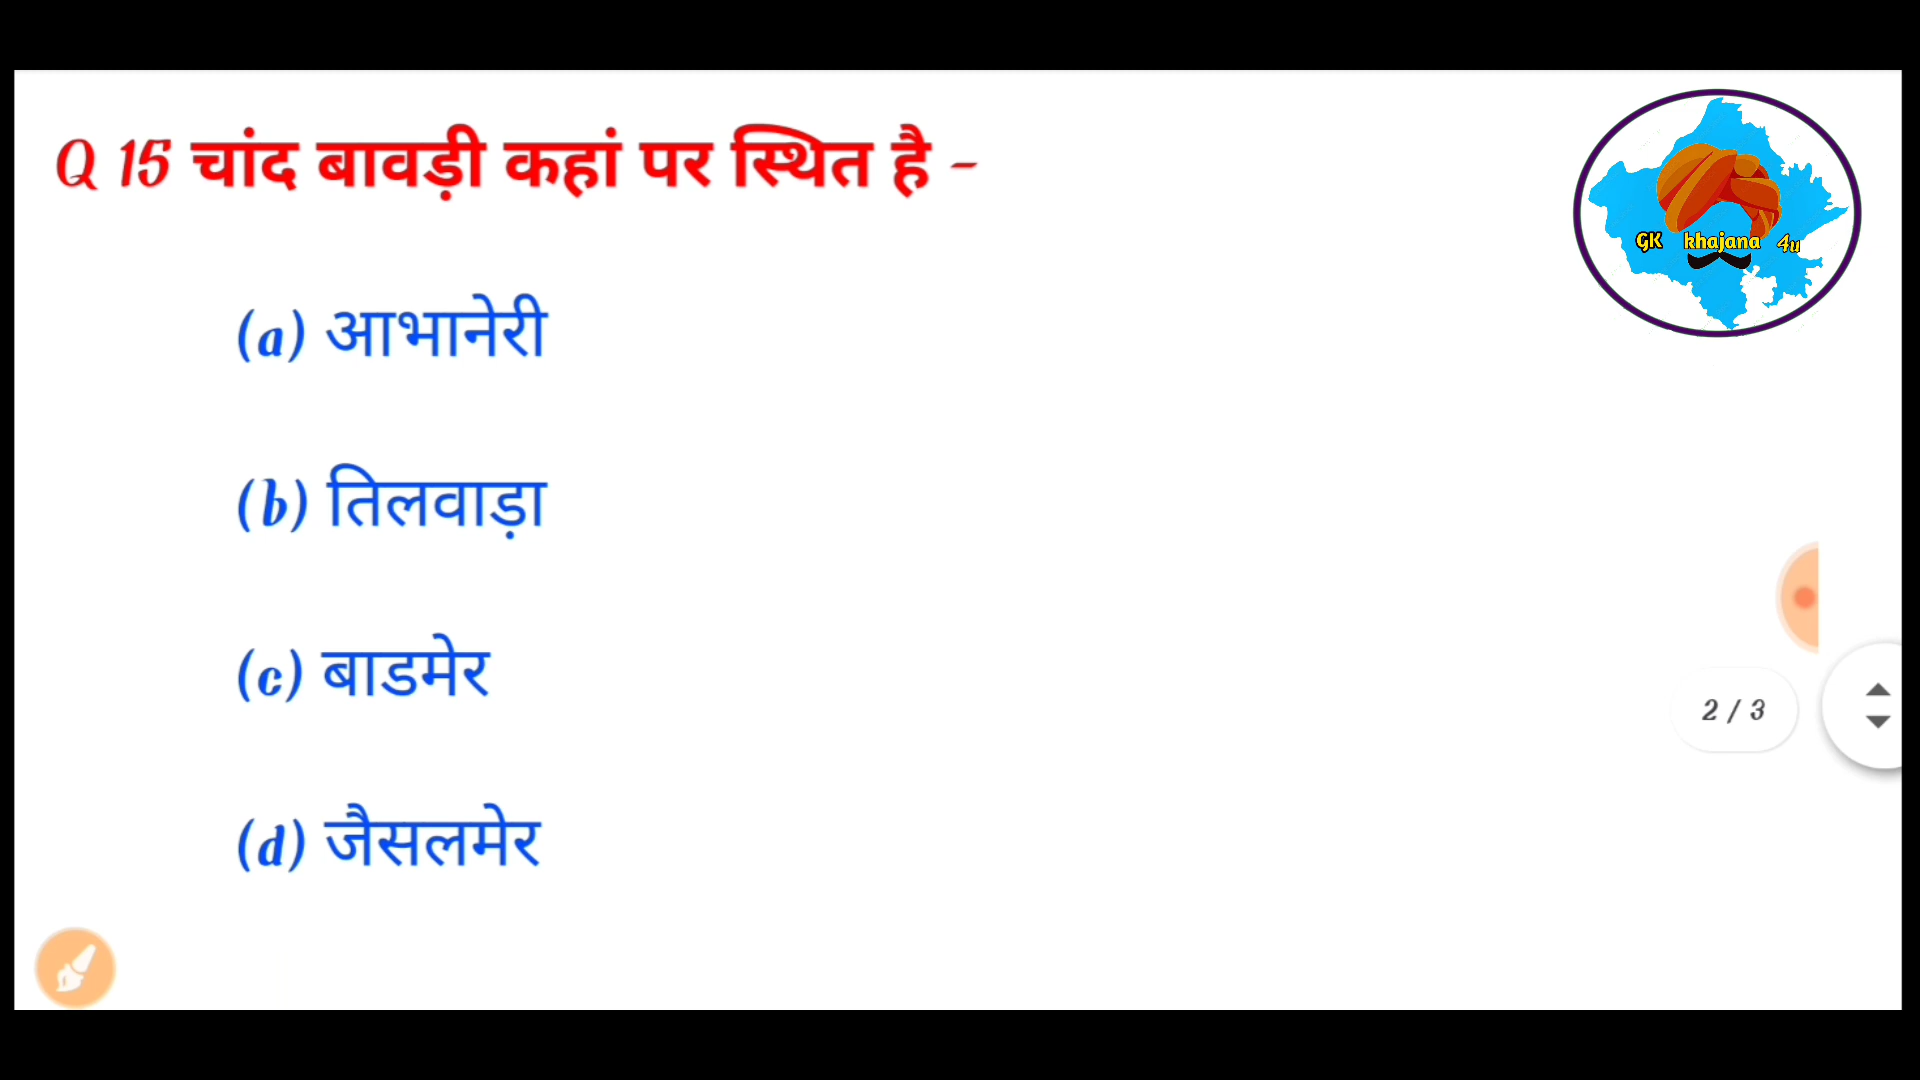 Q 15 चांद बावड़ी कहां पर स्थित है -
(a) आभानेरी
(b) तिलवाड़ा
(c) बाडमेर
(d) जैसलमेर
GK khajana 4u
2 / 3